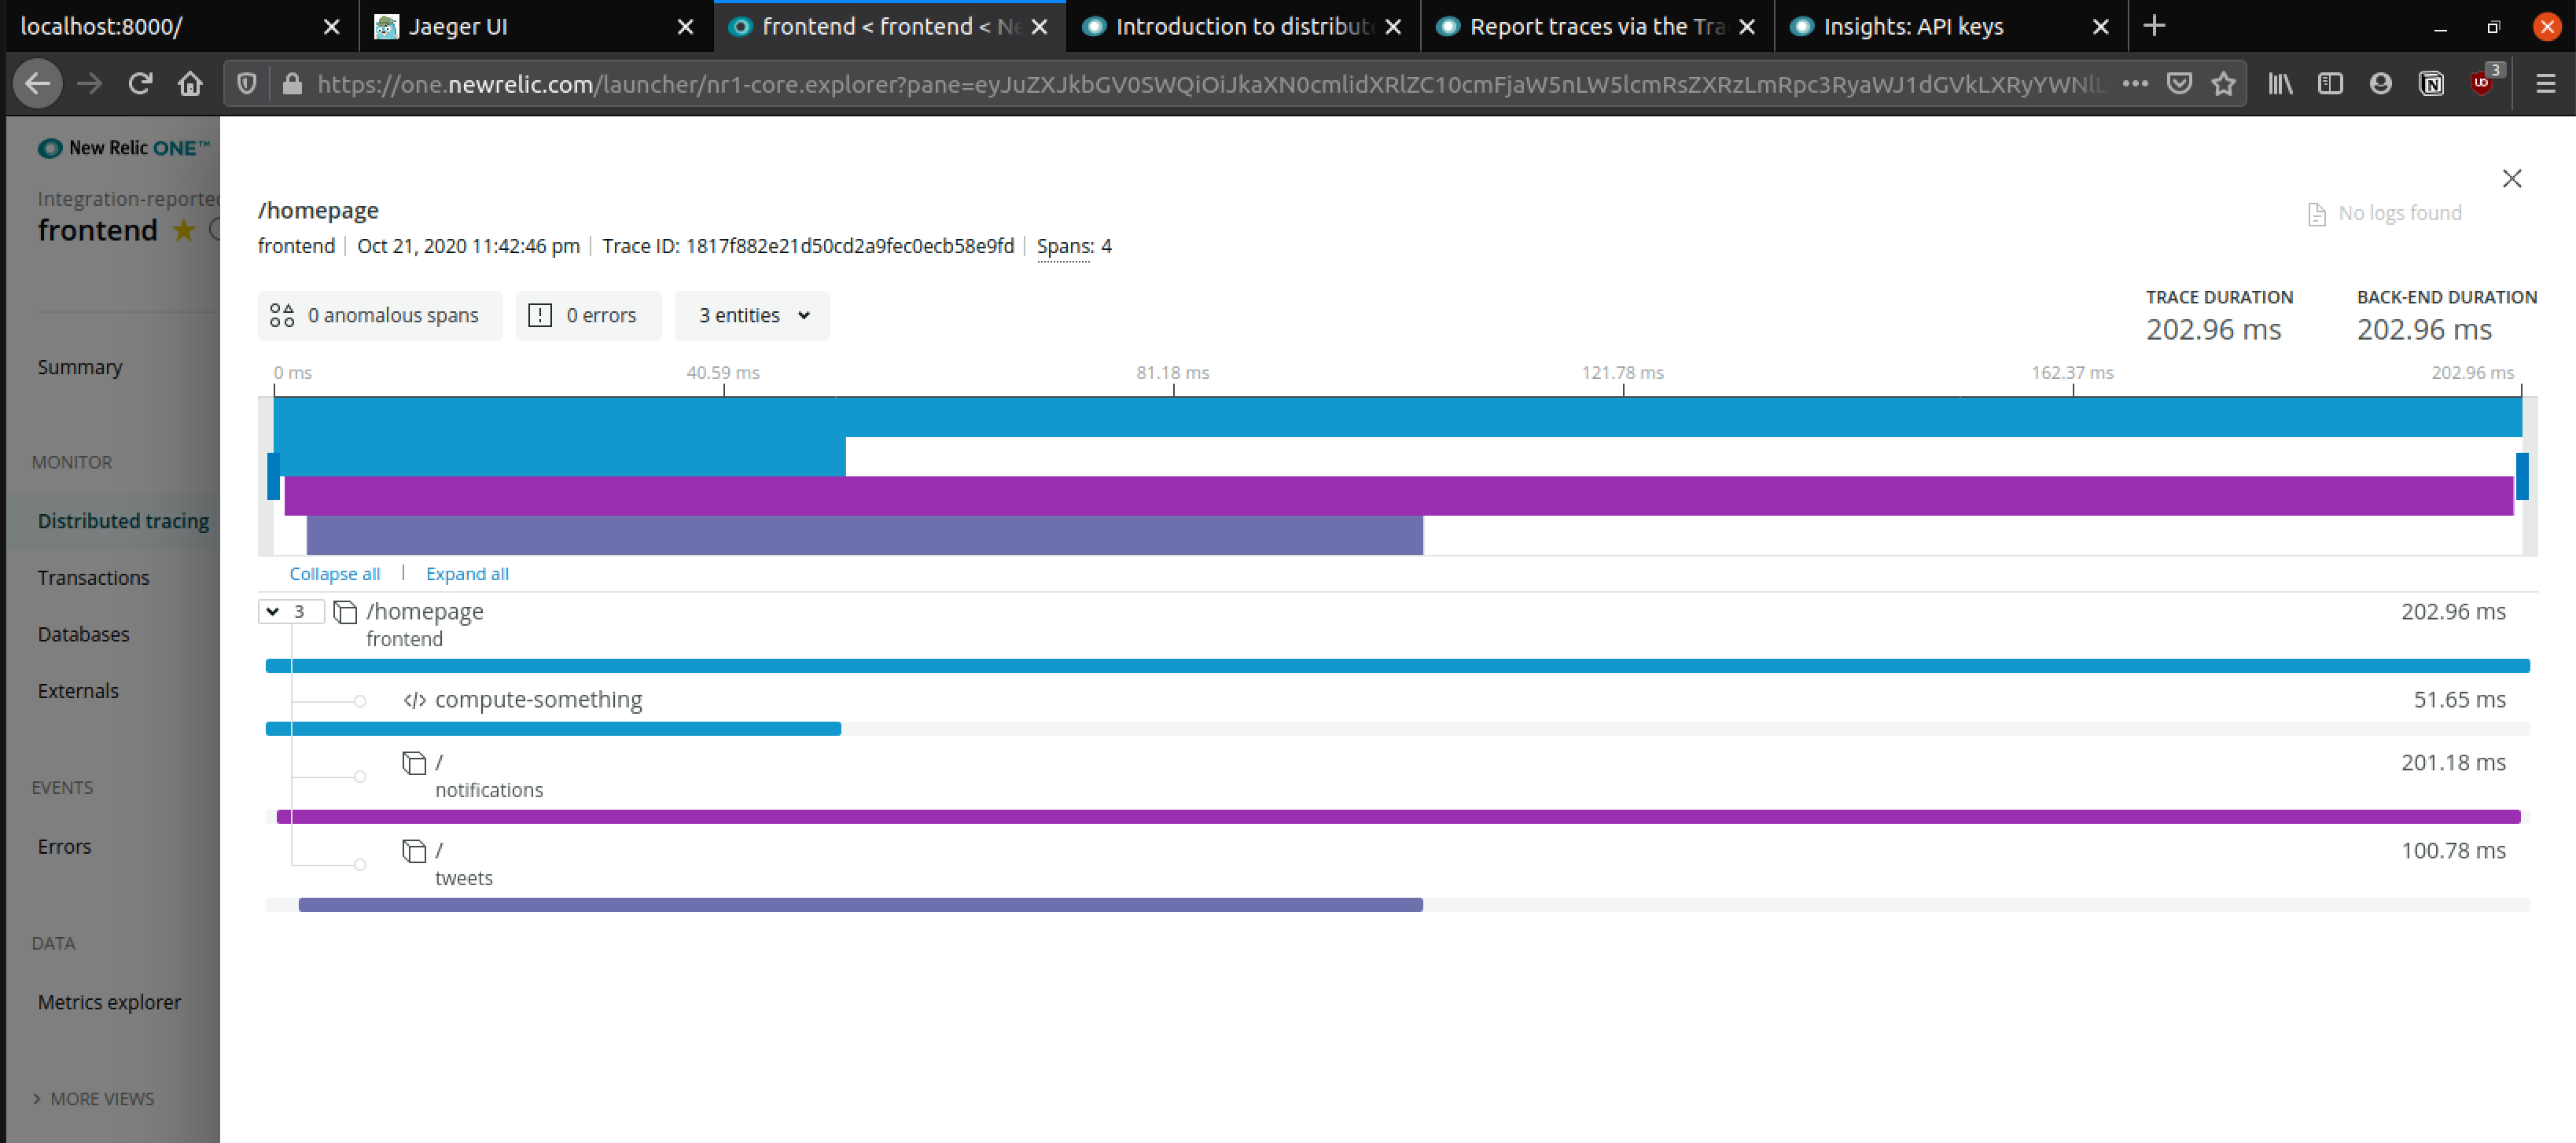 localhost:8000/
Jaeger UI
frontend < frontend < Ne
Introduction to distribut
Report traces via the Tra
Insights: API keys
https://one.newrelic.com/launcher/nr1-core.explorer?pane=eyJuZXJkbGV0SWQiOiJkaXN0cmlidXRlZC10cmFjaW5nLW5lcmRsZXRzLmRpc3RyaWJ1dGVkLXRyYWNlL
3
New Relic ONE™
Integration-reported
frontend
Summary
MONITOR
Distributed tracing
Transactions
Databases
Externals
EVENTS
Errors
DATA
Metrics explorer
MORE VIEWS
/homepage
No logs found
frontend | Oct 21, 2020 11:42:46 pm | Trace ID: 1817f882e21d50cd2a9fec0ecb58e9fd | Spans: 4
0 anomalous spans
0 errors
3 entities
TRACE DURATION
202.96 ms
BACK-END DURATION
202.96 ms
0 ms 40.59 ms 81.18 ms 121.78 ms 162.37 ms 202.96 ms
Collapse all | Expand all
3 /homepage 202.96 ms
frontend
</> compute-something 51.65 ms
/ 201.18 ms
notifications
/ 100.78 ms
tweets